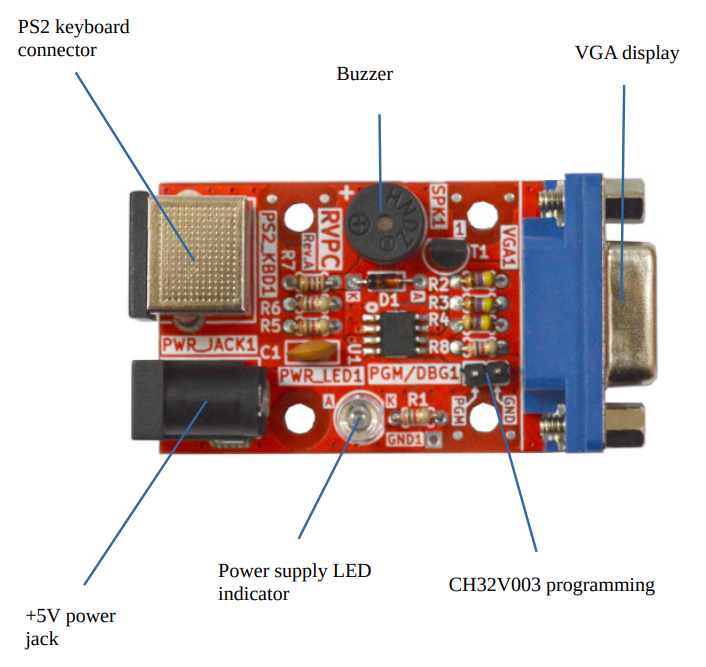 PS2 keyboard
connector
Buzzer
VGA display
+
HNDZ
SPK1
1
T1
VGA1
RVPC
Rev.A
PS2_KBD1
R7
R6
R5
K
A
D1
R2
R3
R4
R8
PWR_JACK1
C1
U1
PWR_LED1
PGM/DBG1
A
K
R1
PGM
GND
GND1
Power supply LED
indicator
CH32V003 programming
+5V power
jack